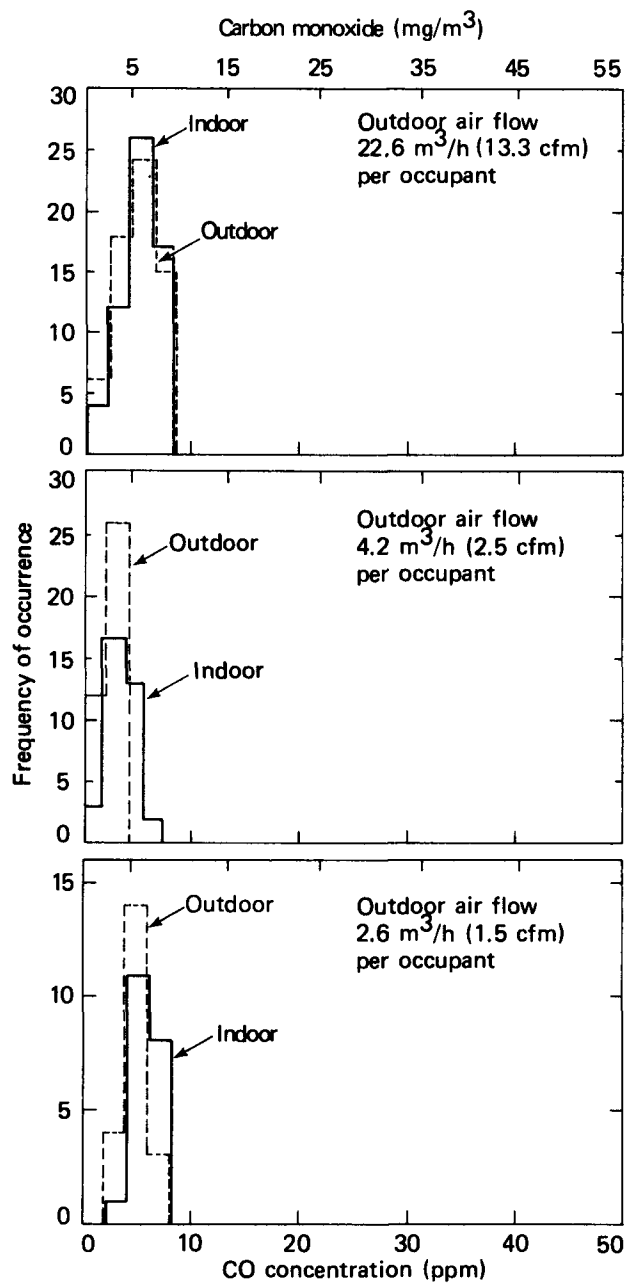 Carbon monoxide (mg/m³)
5 15 25 35 45 55
30
25
20
15
10
5
0
Indoor
Outdoor
Outdoor air flow
22.6 m³/h (13.3 cfm)
per occupant
Frequency of occurrence
30
25
20
15
10
5
0
Outdoor
Indoor
Outdoor air flow
4.2 m³/h (2.5 cfm)
per occupant
15
10
5
0
Outdoor
Indoor
Outdoor air flow
2.6 m³/h (1.5 cfm)
per occupant
0 10 20 30 40 50
CO concentration (ppm)